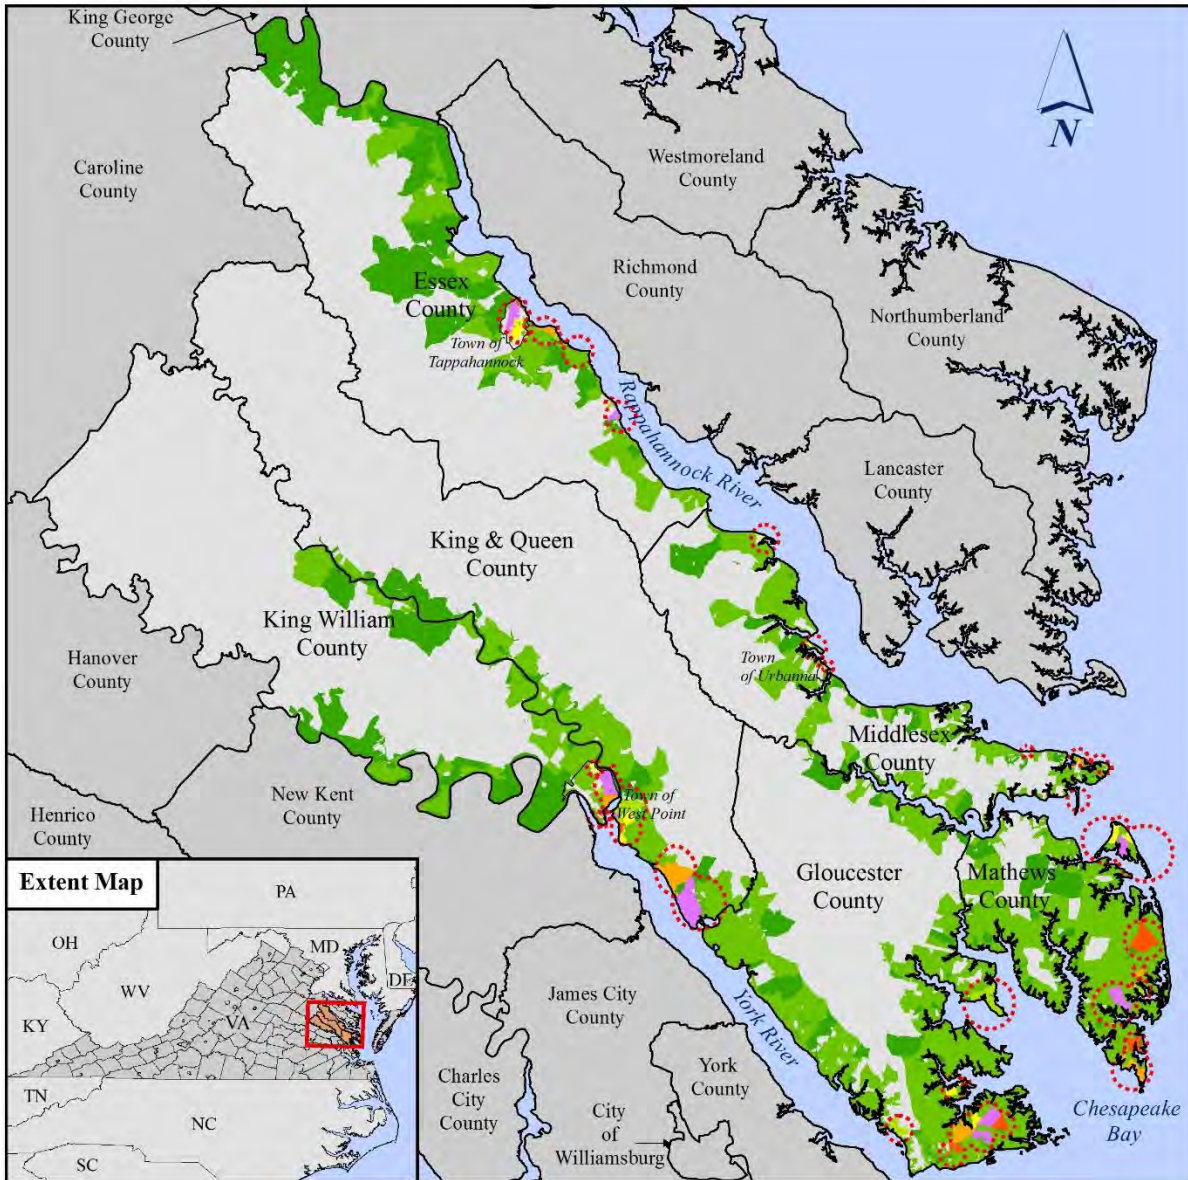 King George
County
N
Westmoreland
County
Caroline
County
Richmond
County
Essex
County
Northumberland
County
Town of
Tappahannock
Rappahannock River
Lancaster
County
King & Queen
County
King William
County
Hanover
County
Town
of Urbanna
Middlesex
County
New Kent
County
Town of
West Point
Henrico
County
Gloucester
County
Mathews
County
Extent Map
PA
OH
MD
DE
WV
KY
VA
TN
NC
SC
James City
County
York River
York
County
Charles
City
County
City
of
Williamsburg
Chesapeake
Bay